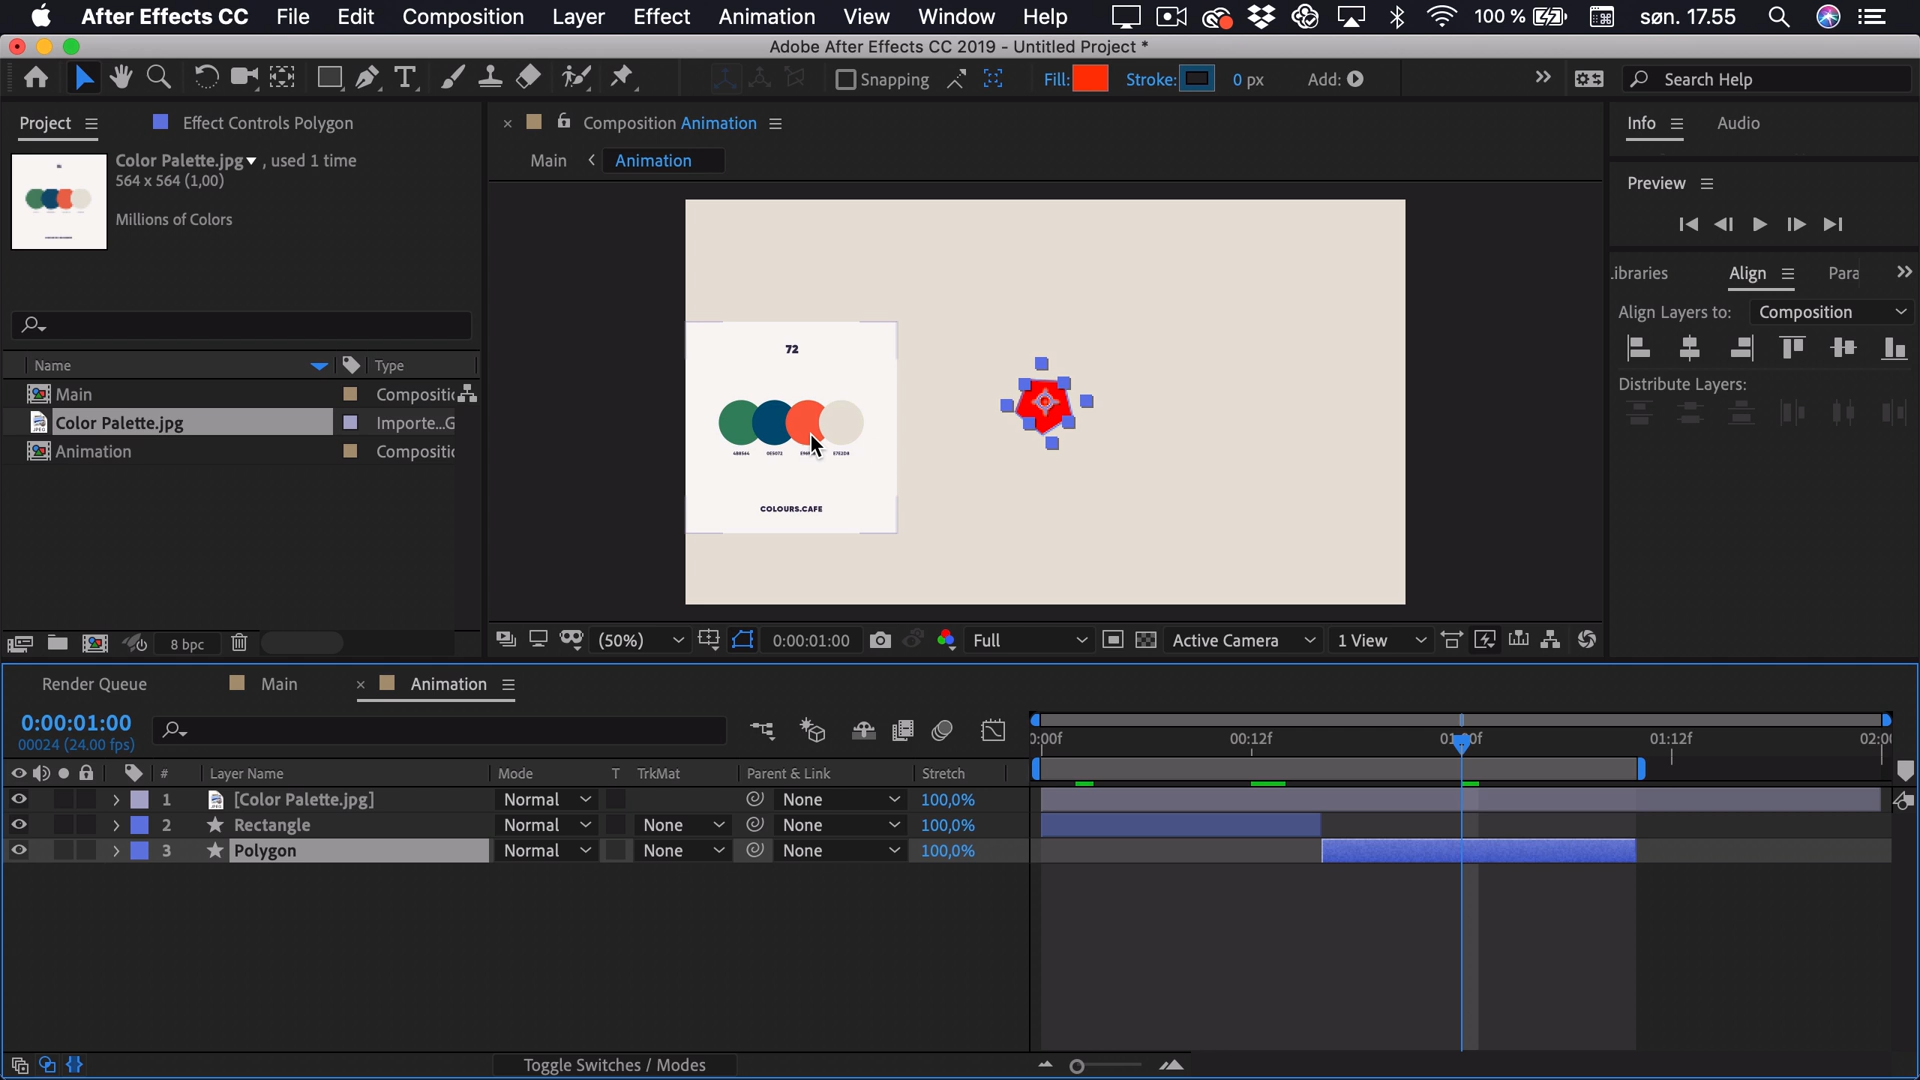 After Effects CC File Edit Composition Layer Effect Animation View Window Help 100 % søn. 17.55
Adobe After Effects CC 2019 - Untitled Project *
Snapping Fill: Stroke: 0 px Add: Search Help
Project Effect Controls Polygon
Color Palette.jpg , used 1 time
564 x 564 (1,00)
Millions of Colors
Name Type
Main Compositic
Color Palette.jpg Importe...G
Animation Compositic
8 bpc
Composition Animation
Main Animation
72
COLOURS.CAFE
(50%) 0:00:01:00 Full Active Camera 1 View
Info Audio
Preview
ibraries Align Para
Align Layers to: Composition
Distribute Layers:
Render Queue Main Animation
0:00:01:00
00024 (24.00 fps)
):00f 00:12f 01:00f 01:12f 02:00
# Layer Name Mode T TrkMat Parent & Link Stretch
1 [Color Palette.jpg] Normal None 100,0%
2 Rectangle Normal None None 100,0%
3 Polygon Normal None None 100,0%
Toggle Switches / Modes